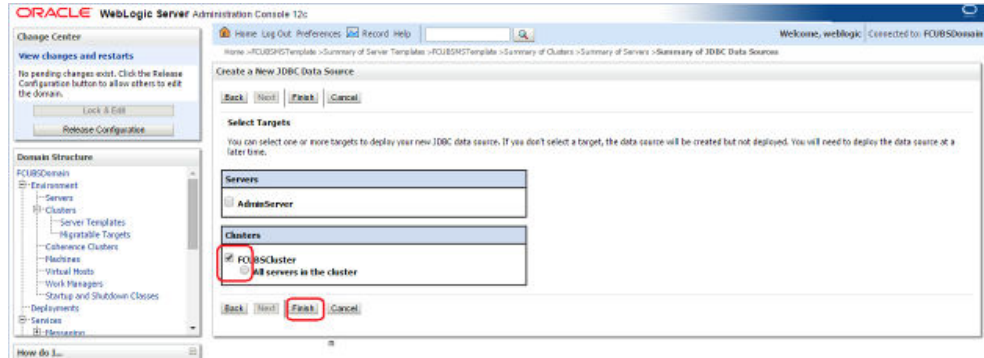 ORACLE WebLogic Server Administration Console 12c
Change Center
View changes and restarts
No pending changes exist. Click the Release
Configuration button to allow others to edit
the domain.
Lock & Edit
Release Configuration
Domain Structure
FCUBSDomain
Environment
Servers
Clusters
Server Templates
Migratable Targets
Coherence Clusters
Machines
Virtual Hosts
Work Managers
Startup and Shutdown Classes
Deployments
Services
Messaging
How do I...
Home Log Out Preferences Record Help
Welcome, weblogic Connected to: FCUBSDomain
Home >FCUBSMSTemplate >Summary of Server Templates >FCUBSMSTemplate >Summary of Clusters >Summary of Servers >Summary of JDBC Data Sources
Create a New JDBC Data Source
Back Next Finish Cancel
Select Targets
You can select one or more targets to deploy your new JDBC data source. If you don't select a target, the data source will be created but not deployed. You will need to deploy the data source at a
later time.
Servers
AdminServer
Clusters
FCUBSCluster
All servers in the cluster
Back Next Finish Cancel